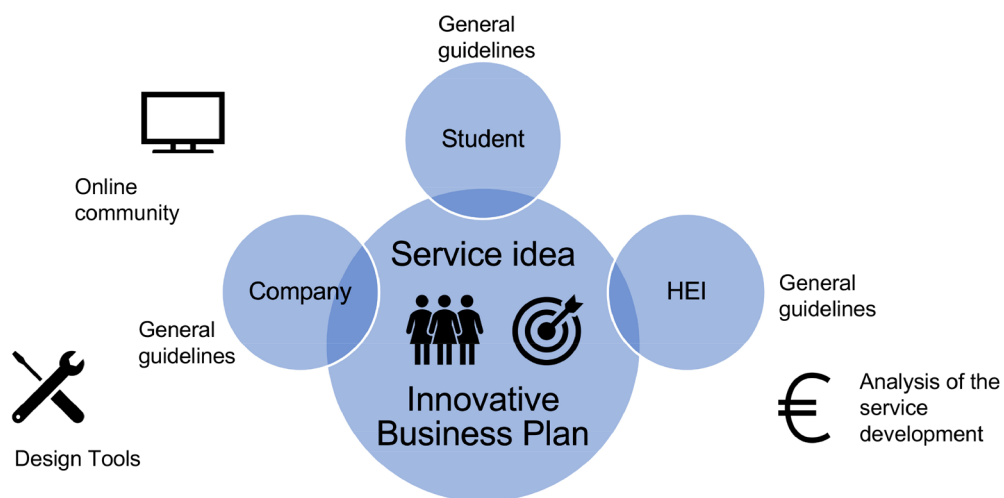 General
guidelines
Student
Online
community
Service idea
Company
HEI
General
guidelines
General
guidelines
Innovative
Business Plan
Analysis of the
service
development
Design Tools